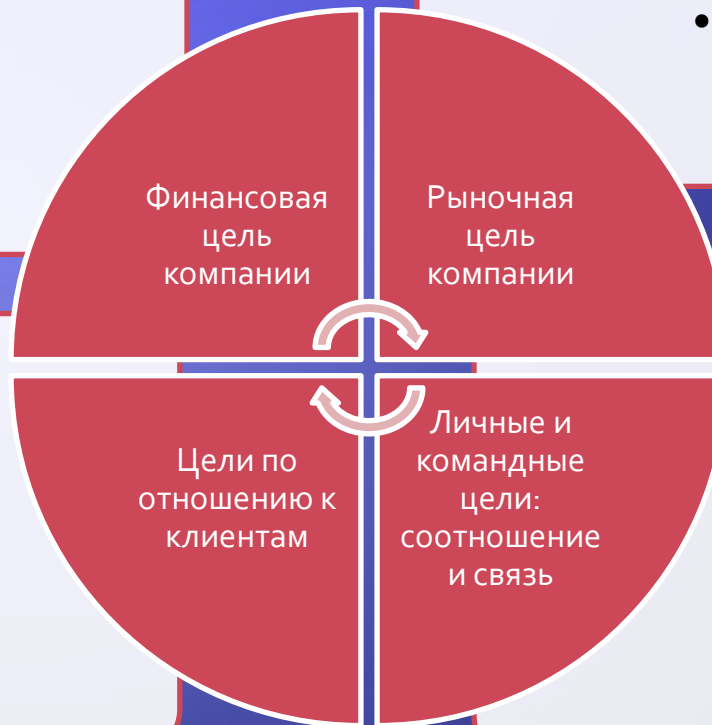 Финансовая
цель
компании
Рыночная
цель
компании
Цели по
отношению к
клиентам
Личные и
командные
цели:
соотношение
и связь